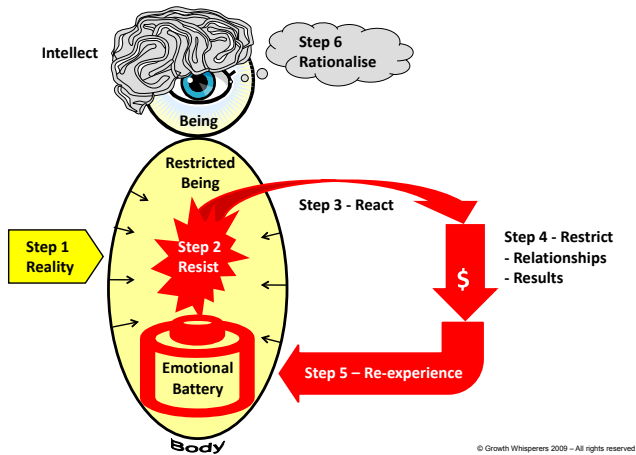 Intellect
Step 6
Rationalise
Being
Restricted
Being
Step 3 - React
Step 1
Reality
Step 2
Resist
Step 4 - Restrict
- Relationships
- Results
$
Emotional
Battery
Step 5 – Re-experience
Body
© Growth Whisperers 2009 – All rights reserved